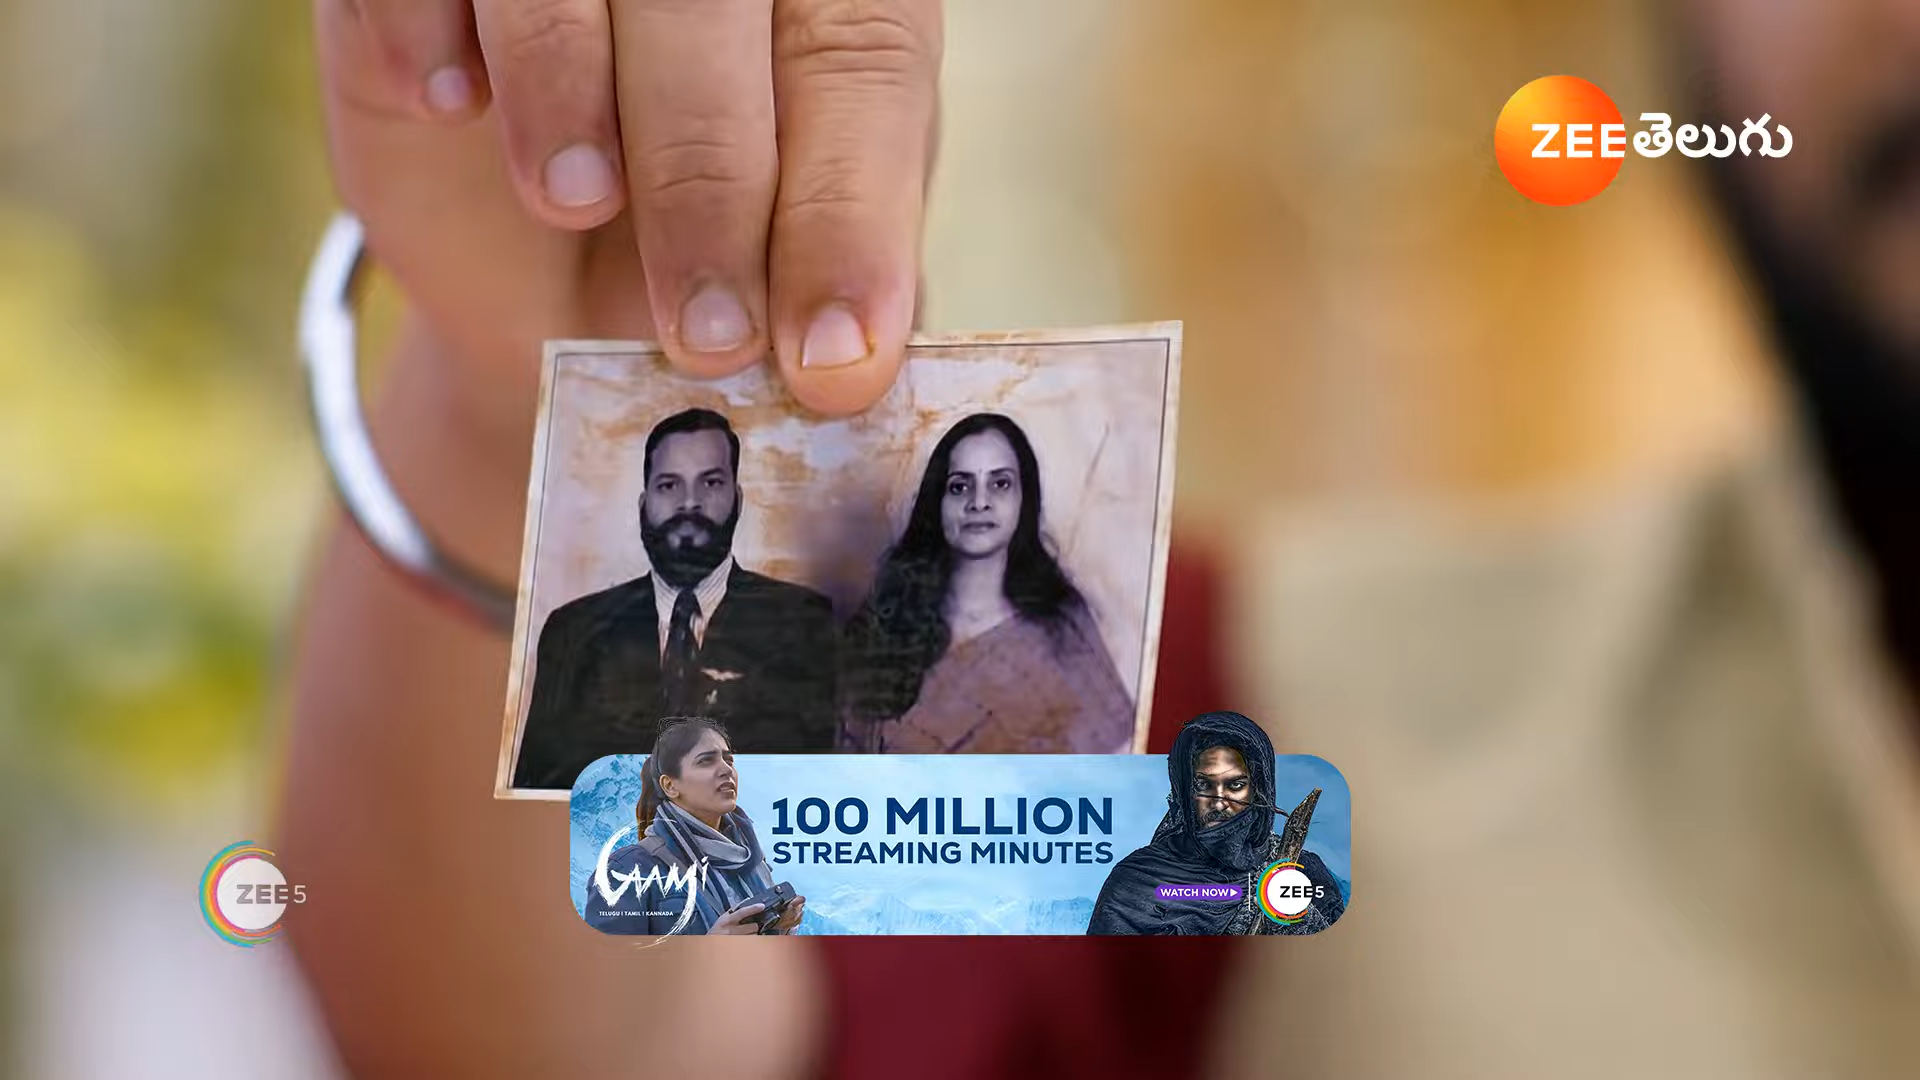 ZEE తెలుగు
100 MILLION
STREAMING MINUTES
GAAMI
TELUGU | TAMIL | KANNADA
WATCH NOW
ZEE5
ZEE5